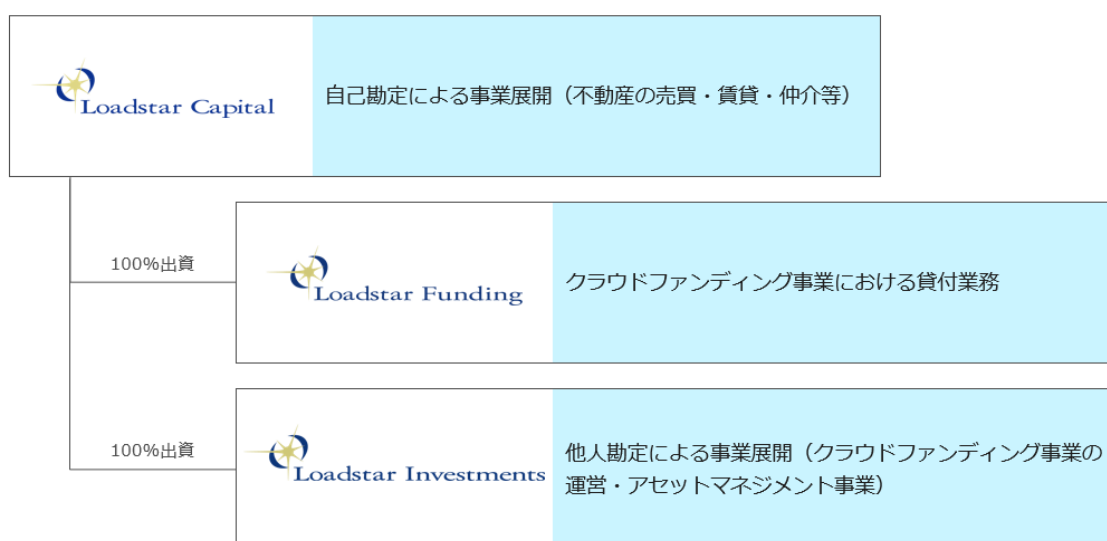 Loadstar Capital
自己勘定による事業展開（不動産の売買・賃貸・仲介等）
100%出資
Loadstar Funding
クラウドファンディング事業における貸付業務
100%出資
Loadstar Investments
他人勘定による事業展開（クラウドファンディング事業の
運営・アセットマネジメント事業）